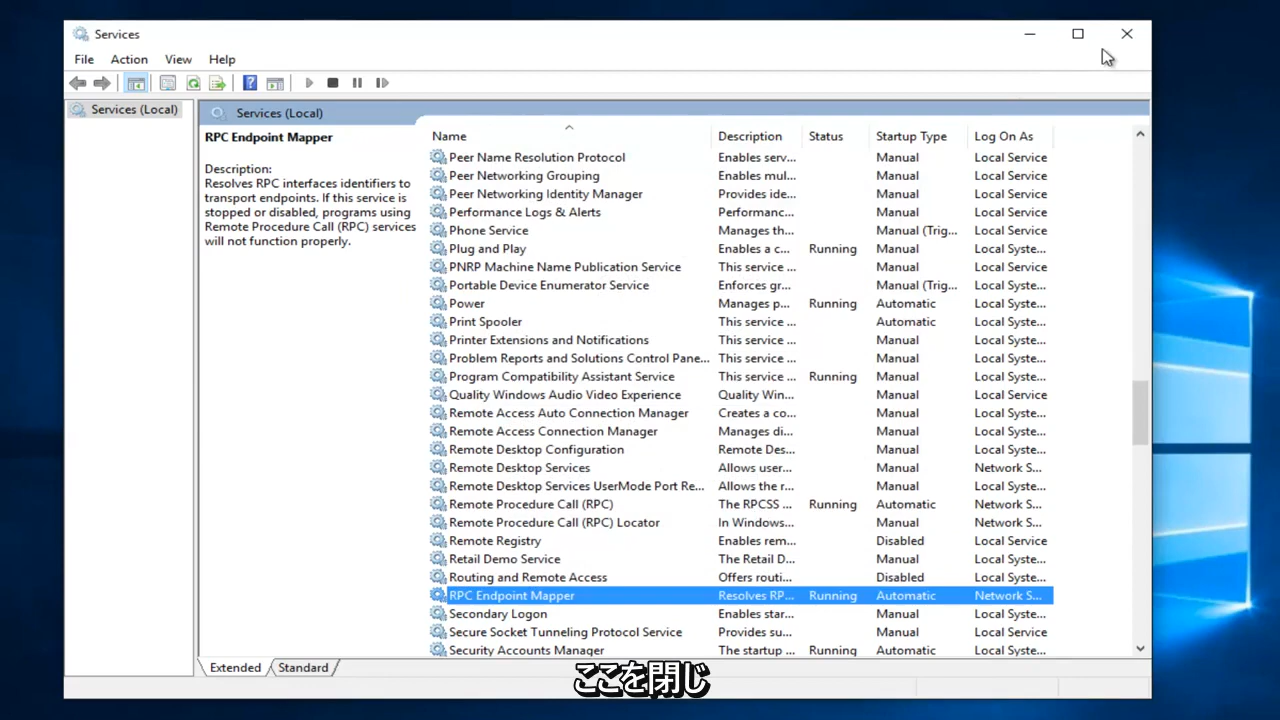 Services
File Action View Help
Services (Local)
Services (Local)
RPC Endpoint Mapper
Description:
Resolves RPC interfaces identifiers to
transport endpoints. If this service is
stopped or disabled, programs using
Remote Procedure Call (RPC) services
will not function properly.
Name Description Status Startup Type Log On As
Peer Name Resolution Protocol Enables serv... Manual Local Service
Peer Networking Grouping Enables mul... Manual Local Service
Peer Networking Identity Manager Provides ide... Manual Local Service
Performance Logs & Alerts Performanc... Manual Local Service
Phone Service Manages th... Manual (Trig... Local Service
Plug and Play Enables a c... Running Manual Local Syste...
PNRP Machine Name Publication Service This service ... Manual Local Service
Portable Device Enumerator Service Enforces gr... Manual (Trig... Local Syste...
Power Manages p... Running Automatic Local Syste...
Print Spooler This service ... Automatic Local Syste...
Printer Extensions and Notifications This service ... Manual Local Syste...
Problem Reports and Solutions Control Pane... This service ... Manual Local Syste...
Program Compatibility Assistant Service This service ... Running Manual Local Syste...
Quality Windows Audio Video Experience Quality Win... Manual Local Service
Remote Access Auto Connection Manager Creates a co... Manual Local Syste...
Remote Access Connection Manager Manages di... Manual Local Syste...
Remote Desktop Configuration Remote Des... Manual Local Syste...
Remote Desktop Services Allows user... Manual Network S...
Remote Desktop Services UserMode Port Re... Allows the r... Manual Local Syste...
Remote Procedure Call (RPC) The RPCSS ... Running Automatic Network S...
Remote Procedure Call (RPC) Locator In Windows... Manual Network S...
Remote Registry Enables rem... Disabled Local Service
Retail Demo Service The Retail D... Manual Local Syste...
Routing and Remote Access Offers routi... Disabled Local Syste...
RPC Endpoint Mapper Resolves RP... Running Automatic Network S...
Secondary Logon Enables star... Manual Local Syste...
Secure Socket Tunneling Protocol Service Provides su... Manual Local Service
Security Accounts Manager The startup ... Running Automatic Local Syste...
Extended Standard
ここを閉じ